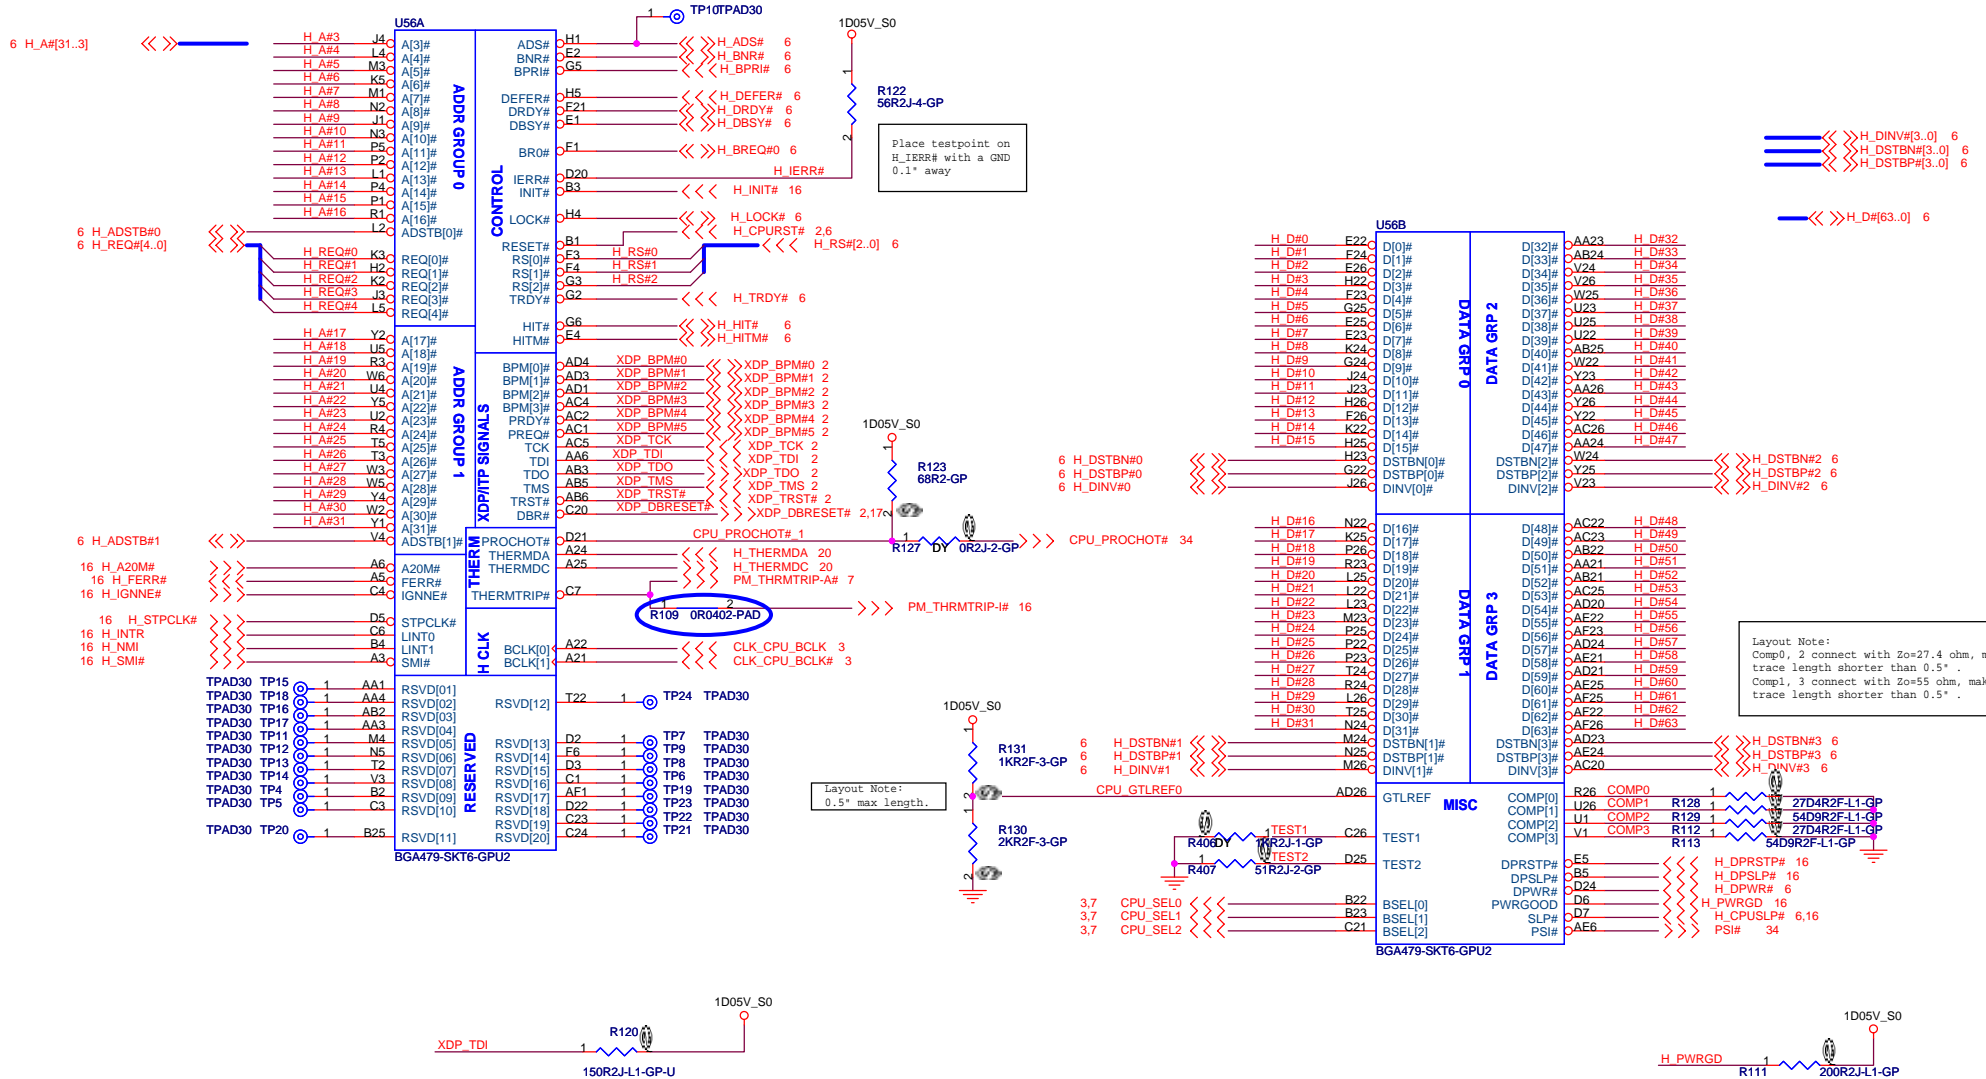 TP10 TPAD30
1
U56A
1D05V_S0
6 H_A#[31..3]
H_A#3 J4 A[3]# ADS# H1 H_ADS# 6
H_A#4 L4 A[4]# BNR# E2 H_BNR# 6
H_A#5 M3 A[5]# BPRI# G5 H_BPRI# 6
H_A#6 K5 A[6]#
H_A#7 M1 A[7]# DEFER# H5 H_DEFER# 6
H_A#8 N2 A[8]# DRDY# F21 H_DRDY# 6
H_A#9 J1 A[9]# DBSY# E1 H_DBSY# 6
H_A#10 N3 A[10]#
H_A#11 P5 A[11]# BR0# F1 H_BREQ#0 6
H_A#12 P2 A[12]#
H_A#13 L1 A[13]# IERR# D20 H_IERR#
H_A#14 P4 A[14]# INIT# B3 H_INIT# 16
H_A#15 P1 A[15]#
H_A#16 R1 A[16]# LOCK# H4 H_LOCK# 6
6 H_ADSTB#0 L2 ADSTB[0]# H_CPURST# 2,6
6 H_REQ#[4..0] RESET# B1 H_RS#[2..0] 6
H_REQ#0 K3 REQ[0]# RS[0]# F3 H_RS#0
H_REQ#1 H2 REQ[1]# RS[1]# F4 H_RS#1
H_REQ#2 K2 REQ[2]# RS[2]# G3 H_RS#2
H_REQ#3 J3 REQ[3]# TRDY# G2 H_TRDY# 6
H_REQ#4 L5 REQ[4]#
HIT# G6 H_HIT# 6
HITM# E4 H_HITM# 6
ADDR GROUP 0
CONTROL
1
R122
56R2J-4-GP
2
Place testpoint on
H_IERR# with a GND
0.1" away
H_A#17 Y2 A[17]#
H_A#18 U5 A[18]#
H_A#19 R3 A[19]# BPM[0]# AD4 XDP_BPM#0 XDP_BPM#0 2
H_A#20 W6 A[20]# BPM[1]# AD3 XDP_BPM#1 XDP_BPM#1 2
H_A#21 U4 A[21]# BPM[2]# AD1 XDP_BPM#2 XDP_BPM#2 2
H_A#22 Y5 A[22]# BPM[3]# AC4 XDP_BPM#3 XDP_BPM#3 2
H_A#23 U2 A[23]# PRDY# AC2 XDP_BPM#4 XDP_BPM#4 2
H_A#24 R4 A[24]# PREQ# AC1 XDP_BPM#5 XDP_BPM#5 2
H_A#25 T5 A[25]# TCK AC5 XDP_TCK XDP_TCK 2
H_A#26 T3 A[26]# TDI AA6 XDP_TDI XDP_TDI 2
H_A#27 W3 A[27]# TDO AB3 XDP_TDO XDP_TDO 2
H_A#28 W5 A[28]# TMS AB5 XDP_TMS XDP_TMS 2
H_A#29 Y4 A[29]# TRST# AB6 XDP_TRST# XDP_TRST# 2
H_A#30 W2 A[30]# DBR# C20 XDP_DBRESET# XDP_DBRESET# 2,17
H_A#31 Y1 A[31]#
6 H_ADSTB#1 V4 ADSTB[1]# PROCHOT# D21 CPU_PROCHOT#_1
THERMDA A24 H_THERMDA 20
16 H_A20M# A6 A20M# THERMDC A25 H_THERMDC 20
16 H_FERR# A5 FERR# PM_THRMTRIP-A# 7
16 H_IGNNE# C4 IGNNE# THERMTRIP# C7
ADDR GROUP 1
XDP/ITP SIGNALS
THERM
1D05V_S0
1
R123
68R2-GP
2
1
R127 DY 0R2J-2-GP
CPU_PROCHOT# 34
1 2
R109 0R0402-PAD
PM_THRMTRIP-I# 16
16 H_STPCLK# D5 STPCLK#
16 H_INTR C6 LINT0
16 H_NMI B4 LINT1 BCLK[0] A22 CLK_CPU_BCLK 3
16 H_SMI# A3 SMI# BCLK[1] A21 CLK_CPU_BCLK# 3
H CLK
TPAD30 TP15 1 AA1 RSVD[01]
TPAD30 TP18 1 AA4 RSVD[02] RSVD[12] T22 1 TP24 TPAD30
TPAD30 TP16 1 AB2 RSVD[03]
TPAD30 TP17 1 AA3 RSVD[04]
TPAD30 TP11 1 M4 RSVD[05] RSVD[13] D2 1 TP7 TPAD30
TPAD30 TP12 1 N5 RSVD[06] RSVD[14] F6 1 TP9 TPAD30
TPAD30 TP13 1 T2 RSVD[07] RSVD[15] D3 1 TP8 TPAD30
TPAD30 TP14 1 V3 RSVD[08] RSVD[16] C1 1 TP6 TPAD30
TPAD30 TP4 1 B2 RSVD[09] RSVD[17] AF1 1 TP19 TPAD30
TPAD30 TP5 1 C3 RSVD[10] RSVD[18] D22 1 TP23 TPAD30
RSVD[19] C23 1 TP22 TPAD30
TPAD30 TP20 1 B25 RSVD[11] RSVD[20] C24 1 TP21 TPAD30
RESERVED
BGA479-SKT6-GPU2
H_DINV#[3..0] 6
H_DSTBN#[3..0] 6
H_DSTBP#[3..0] 6
H_D#[63..0] 6
U56B
H_D#0 E22 D[0]# D[32]# AA23 H_D#32
H_D#1 F24 D[1]# D[33]# AB24 H_D#33
H_D#2 E26 D[2]# D[34]# V24 H_D#34
H_D#3 H22 D[3]# D[35]# V26 H_D#35
H_D#4 F23 D[4]# D[36]# W25 H_D#36
H_D#5 G25 D[5]# D[37]# U23 H_D#37
H_D#6 E25 D[6]# D[38]# U25 H_D#38
H_D#7 E23 D[7]# D[39]# U22 H_D#39
H_D#8 K24 D[8]# D[40]# AB25 H_D#40
H_D#9 G24 D[9]# D[41]# W22 H_D#41
H_D#10 J24 D[10]# D[42]# Y23 H_D#42
H_D#11 J23 D[11]# D[43]# AA26 H_D#43
H_D#12 H26 D[12]# D[44]# Y26 H_D#44
H_D#13 F26 D[13]# D[45]# Y22 H_D#45
H_D#14 K22 D[14]# D[46]# AC26 H_D#46
H_D#15 H25 D[15]# D[47]# AA24 H_D#47
6 H_DSTBN#0 H23 DSTBN[0]# DSTBN[2]# W24 H_DSTBN#2 6
6 H_DSTBP#0 G22 DSTBP[0]# DSTBP[2]# Y25 H_DSTBP#2 6
6 H_DINV#0 J26 DINV[0]# DINV[2]# V23 H_DINV#2 6
DATA GRP 0
DATA GRP 2
H_D#16 N22 D[16]# D[48]# AC22 H_D#48
H_D#17 K25 D[17]# D[49]# AC23 H_D#49
H_D#18 P26 D[18]# D[50]# AB22 H_D#50
H_D#19 R23 D[19]# D[51]# AA21 H_D#51
H_D#20 L25 D[20]# D[52]# AB21 H_D#52
H_D#21 L22 D[21]# D[53]# AC25 H_D#53
H_D#22 L23 D[22]# D[54]# AD20 H_D#54
H_D#23 M23 D[23]# D[55]# AE22 H_D#55
H_D#24 P25 D[24]# D[56]# AF23 H_D#56
H_D#25 P22 D[25]# D[57]# AD24 H_D#57
H_D#26 P23 D[26]# D[58]# AE21 H_D#58
H_D#27 T24 D[27]# D[59]# AD21 H_D#59
H_D#28 R24 D[28]# D[60]# AE25 H_D#60
H_D#29 L26 D[29]# D[61]# AF25 H_D#61
H_D#30 T25 D[30]# D[62]# AF22 H_D#62
H_D#31 N24 D[31]# D[63]# AF26 H_D#63
6 H_DSTBN#1 M24 DSTBN[1]# DSTBN[3]# AD23 H_DSTBN#3 6
6 H_DSTBP#1 N25 DSTBP[1]# DSTBP[3]# AE24 H_DSTBP#3 6
6 H_DINV#1 M26 DINV[1]# DINV[3]# AC20 H_DINV#3 6
DATA GRP 1
DATA GRP 3
Layout Note:
Comp0, 2 connect with Zo=27.4 ohm, m
trace length shorter than 0.5" .
Comp1, 3 connect with Zo=55 ohm, mak
trace length shorter than 0.5" .
1D05V_S0
1
R131
1KR2F-3-GP
2
Layout Note:
0.5" max length.
1
R130
2KR2F-3-GP
2
CPU_GTLREF0 AD26 GTLREF MISC
COMP[0] R26 COMP0 1
COMP[1] U26 COMP1 R128 1 27D4R2F-L1-GP
COMP[2] U1 COMP2 R129 1 54D9R2F-L1-GP
COMP[3] V1 COMP3 R112 1 27D4R2F-L1-GP
R113 54D9R2F-L1-GP
1 TEST1 C26 TEST1
R406 DY 1KR2J-1-GP
1 TEST2 D25 TEST2
R407 51R2J-2-GP
DPRSTP# E5 H_DPRSTP# 16
DPSLP# B5 H_DPSLP# 16
DPWR# D24 H_DPWR# 6
3,7 CPU_SEL0 B22 BSEL[0] PWRGOOD D6 H_PWRGD 16
3,7 CPU_SEL1 B23 BSEL[1] SLP# D7 H_CPUSLP# 6,16
3,7 CPU_SEL2 C21 BSEL[2] PSI# AE6 PSI# 34
BGA479-SKT6-GPU2
1D05V_S0
R120
XDP_TDI 1
150R2J-L1-GP-U
1D05V_S0
H_PWRGD 1
R111 200R2J-L1-GP